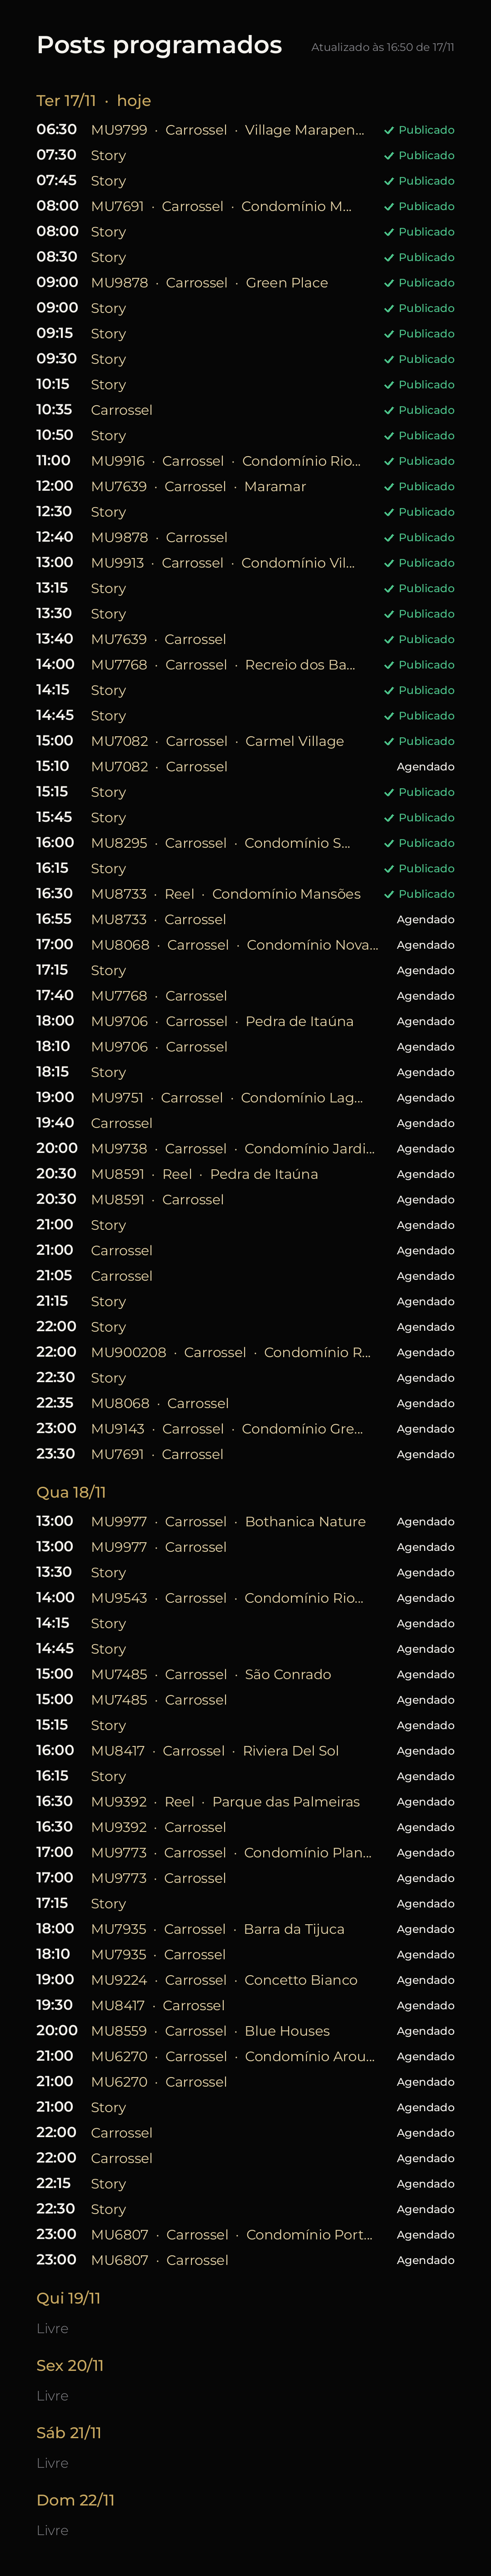 Posts programados
Atualizado às 16:50 de 17/11
Ter 17/11 · hoje
06:30 MU9799 · Carrossel · Village Marapen... ✓ Publicado
07:30 Story ✓ Publicado
07:45 Story ✓ Publicado
08:00 MU7691 · Carrossel · Condomínio M... ✓ Publicado
08:00 Story ✓ Publicado
08:30 Story ✓ Publicado
09:00 MU9878 · Carrossel · Green Place ✓ Publicado
09:00 Story ✓ Publicado
09:15 Story ✓ Publicado
09:30 Story ✓ Publicado
10:15 Story ✓ Publicado
10:35 Carrossel ✓ Publicado
10:50 Story ✓ Publicado
11:00 MU9916 · Carrossel · Condomínio Rio... ✓ Publicado
12:00 MU7639 · Carrossel · Maramar ✓ Publicado
12:30 Story ✓ Publicado
12:40 MU9878 · Carrossel ✓ Publicado
13:00 MU9913 · Carrossel · Condomínio Vil... ✓ Publicado
13:15 Story ✓ Publicado
13:30 Story ✓ Publicado
13:40 MU7639 · Carrossel ✓ Publicado
14:00 MU7768 · Carrossel · Recreio dos Ba... ✓ Publicado
14:15 Story ✓ Publicado
14:45 Story ✓ Publicado
15:00 MU7082 · Carrossel · Carmel Village ✓ Publicado
15:10 MU7082 · Carrossel Agendado
15:15 Story ✓ Publicado
15:45 Story ✓ Publicado
16:00 MU8295 · Carrossel · Condomínio S... ✓ Publicado
16:15 Story ✓ Publicado
16:30 MU8733 · Reel · Condomínio Mansões ✓ Publicado
16:55 MU8733 · Carrossel Agendado
17:00 MU8068 · Carrossel · Condomínio Nova... Agendado
17:15 Story Agendado
17:40 MU7768 · Carrossel Agendado
18:00 MU9706 · Carrossel · Pedra de Itaúna Agendado
18:10 MU9706 · Carrossel Agendado
18:15 Story Agendado
19:00 MU9751 · Carrossel · Condomínio Lag... Agendado
19:40 Carrossel Agendado
20:00 MU9738 · Carrossel · Condomínio Jardi... Agendado
20:30 MU8591 · Reel · Pedra de Itaúna Agendado
20:30 MU8591 · Carrossel Agendado
21:00 Story Agendado
21:00 Carrossel Agendado
21:05 Carrossel Agendado
21:15 Story Agendado
22:00 Story Agendado
22:00 MU900208 · Carrossel · Condomínio R... Agendado
22:30 Story Agendado
22:35 MU8068 · Carrossel Agendado
23:00 MU9143 · Carrossel · Condomínio Gre... Agendado
23:30 MU7691 · Carrossel Agendado
Qua 18/11
13:00 MU9977 · Carrossel · Bothanica Nature Agendado
13:00 MU9977 · Carrossel Agendado
13:30 Story Agendado
14:00 MU9543 · Carrossel · Condomínio Rio... Agendado
14:15 Story Agendado
14:45 Story Agendado
15:00 MU7485 · Carrossel · São Conrado Agendado
15:00 MU7485 · Carrossel Agendado
15:15 Story Agendado
16:00 MU8417 · Carrossel · Riviera Del Sol Agendado
16:15 Story Agendado
16:30 MU9392 · Reel · Parque das Palmeiras Agendado
16:30 MU9392 · Carrossel Agendado
17:00 MU9773 · Carrossel · Condomínio Plan... Agendado
17:00 MU9773 · Carrossel Agendado
17:15 Story Agendado
18:00 MU7935 · Carrossel · Barra da Tijuca Agendado
18:10 MU7935 · Carrossel Agendado
19:00 MU9224 · Carrossel · Concetto Bianco Agendado
19:30 MU8417 · Carrossel Agendado
20:00 MU8559 · Carrossel · Blue Houses Agendado
21:00 MU6270 · Carrossel · Condomínio Arou... Agendado
21:00 MU6270 · Carrossel Agendado
21:00 Story Agendado
22:00 Carrossel Agendado
22:00 Carrossel Agendado
22:15 Story Agendado
22:30 Story Agendado
23:00 MU6807 · Carrossel · Condomínio Port... Agendado
23:00 MU6807 · Carrossel Agendado
Qui 19/11
Livre
Sex 20/11
Livre
Sáb 21/11
Livre
Dom 22/11
Livre